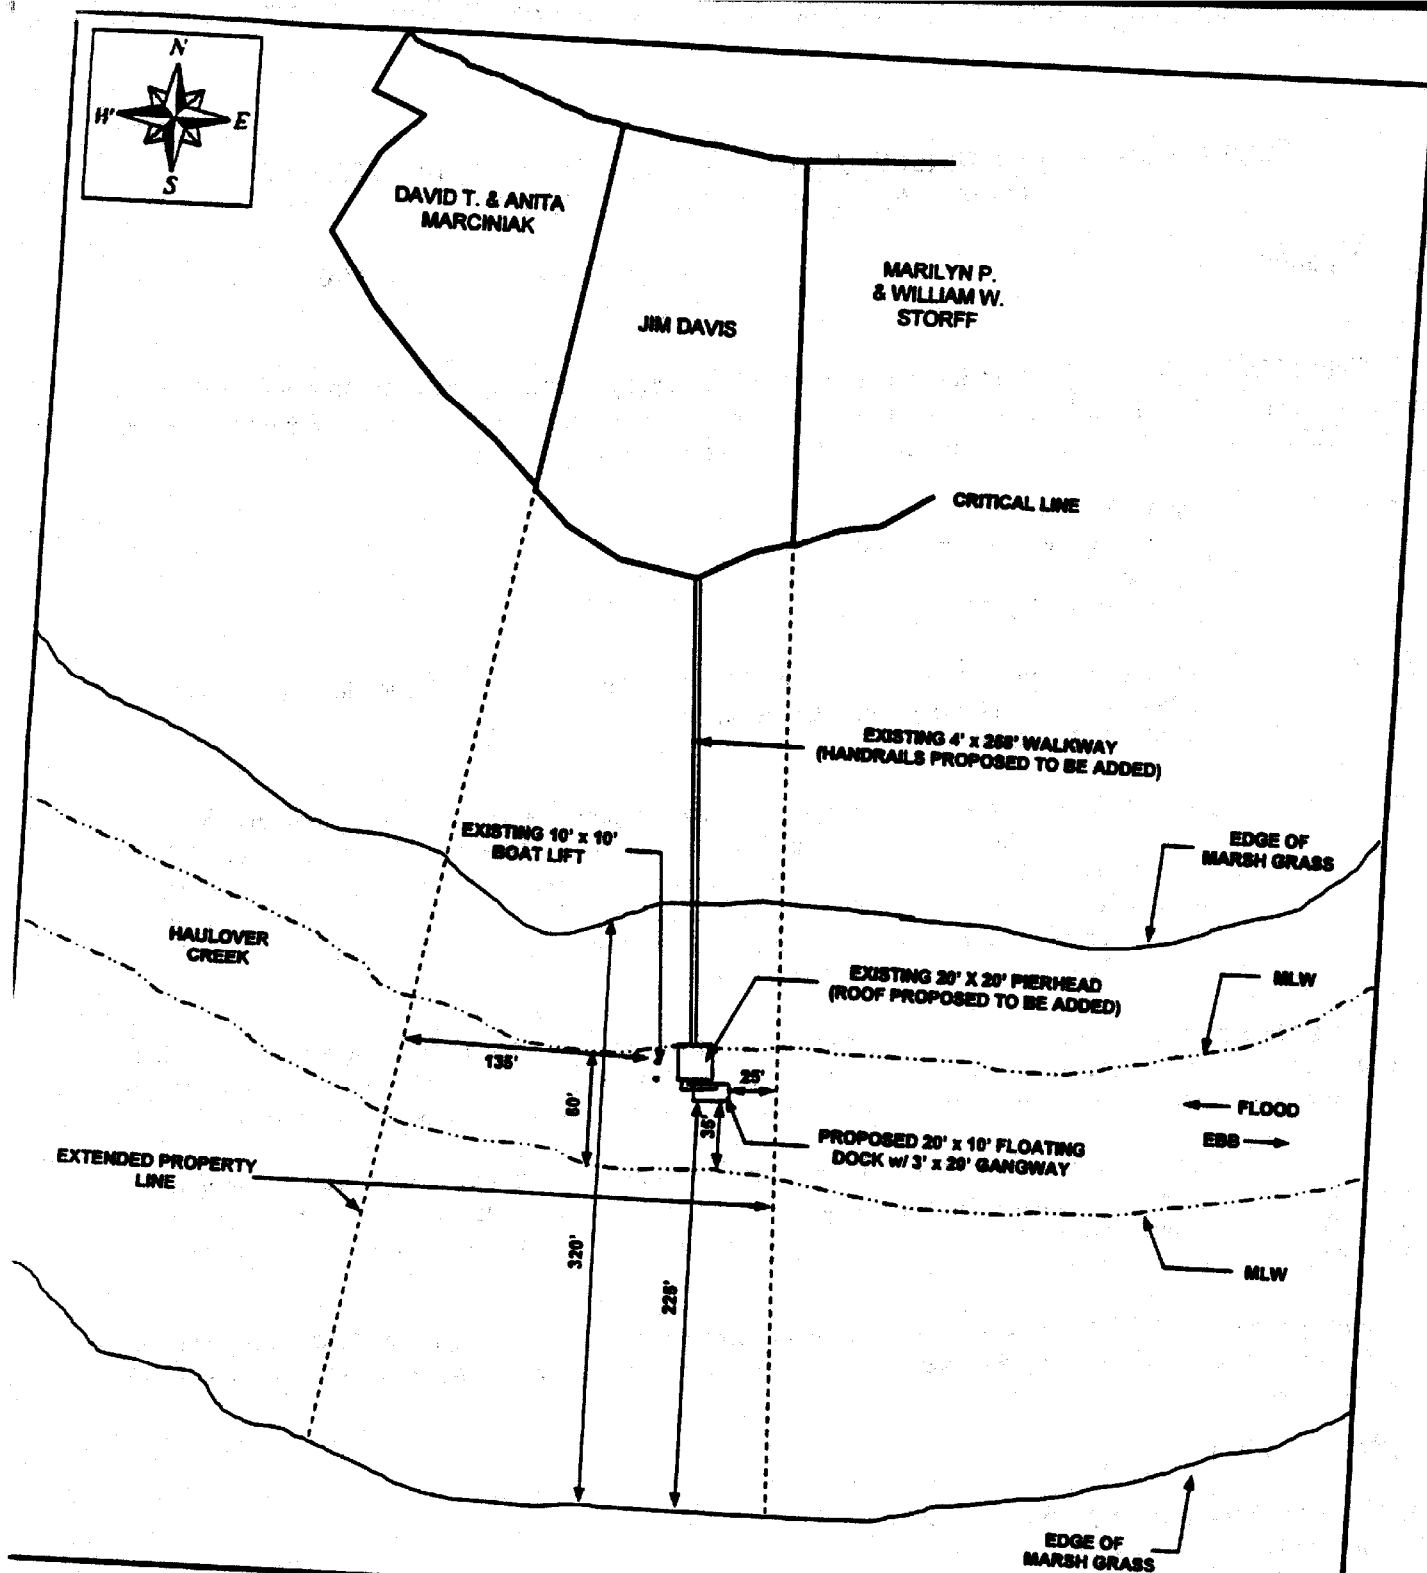 N
W
E
S
DAVID T. & ANITA
MARCINIAK
JIM DAVIS
MARILYN P.
& WILLIAM W.
STORFF
CRITICAL LINE
EXISTING 4' x 256' WALKWAY
(HANDRAILS PROPOSED TO BE ADDED)
EXISTING 10' x 10'
BOAT LIFT
EDGE OF
MARSH GRASS
HAULOVER
CREEK
EXISTING 20' X 20' PIERHEAD
(ROOF PROPOSED TO BE ADDED)
MLW
135'
25'
60'
35'
FLOOD
EBB
PROPOSED 20' x 10' FLOATING
DOCK w/ 3' x 20' GANGWAY
EXTENDED PROPERTY
LINE
320'
225'
MLW
EDGE OF
MARSH GRASS